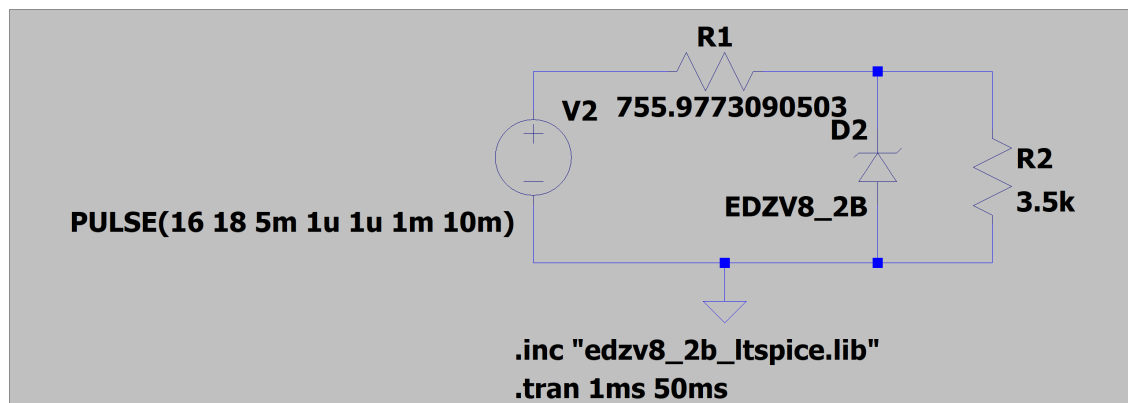 R1
V2
755.9773090503
D2
R2
EDZV8_2B
3.5k
PULSE(16 18 5m 1u 1u 1m 10m)
.inc "edzv8_2b_ltspice.lib"
.tran 1ms 50ms